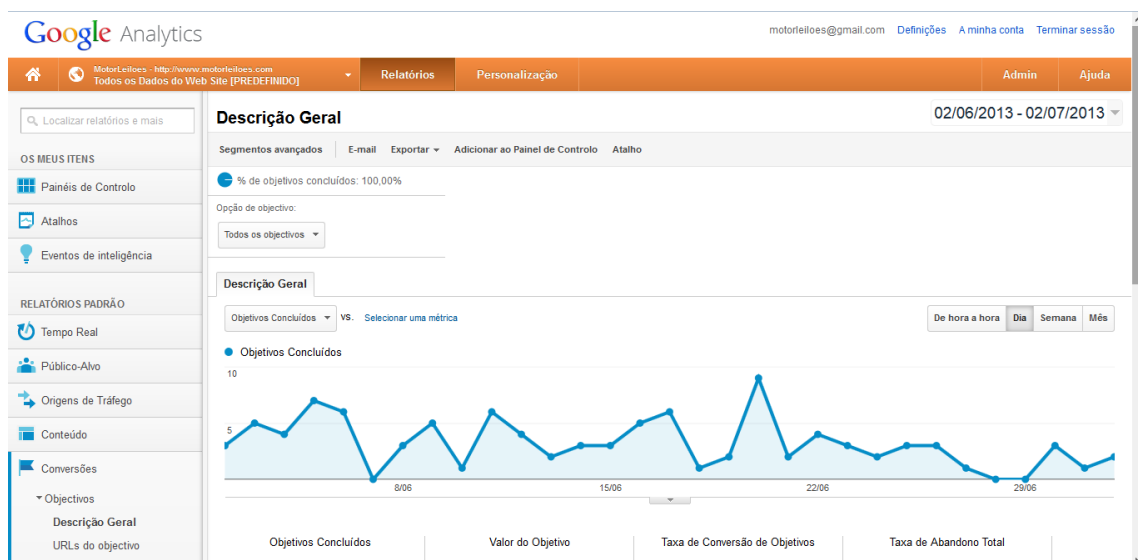 Google Analytics
motorleiloes@gmail.com Definições A minha conta Terminar sessão
MotorLeiloes - http://www.motorleiloes.com
Todos os Dados do Web Site [PREDEFINIDO]
Relatórios Personalização Admin Ajuda
Localizar relatórios e mais
OS MEUS ITENS
Painéis de Controlo
Atalhos
Eventos de inteligência
RELATÓRIOS PADRÃO
Tempo Real
Público-Alvo
Origens de Tráfego
Conteúdo
Conversões
Objectivos
Descrição Geral
URLs do objectivo
Descrição Geral
02/06/2013 - 02/07/2013
Segmentos avançados E-mail Exportar Adicionar ao Painel de Controlo Atalho
% de objetivos concluídos: 100,00%
Opção de objectivo:
Todos os objectivos
Descrição Geral
Objetivos Concluídos VS. Selecionar uma métrica
De hora a hora Dia Semana Mês
Objetivos Concluídos
10
5
8/06 15/06 22/06 29/06
Objetivos Concluídos Valor do Objetivo Taxa de Conversão de Objetivos Taxa de Abandono Total